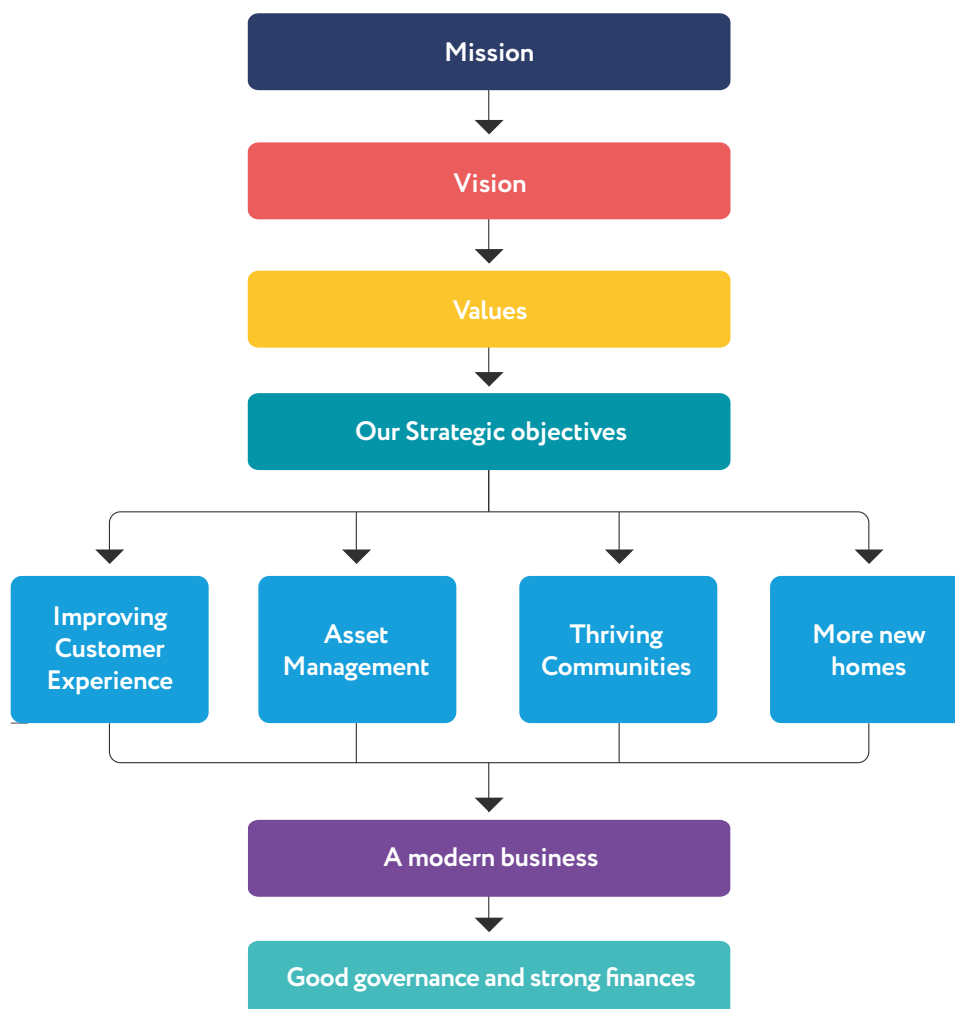 Mission
Vision
Values
Our Strategic objectives
Improving
Customer
Experience
Asset
Management
Thriving
Communities
More new
homes
A modern business
Good governance and strong finances